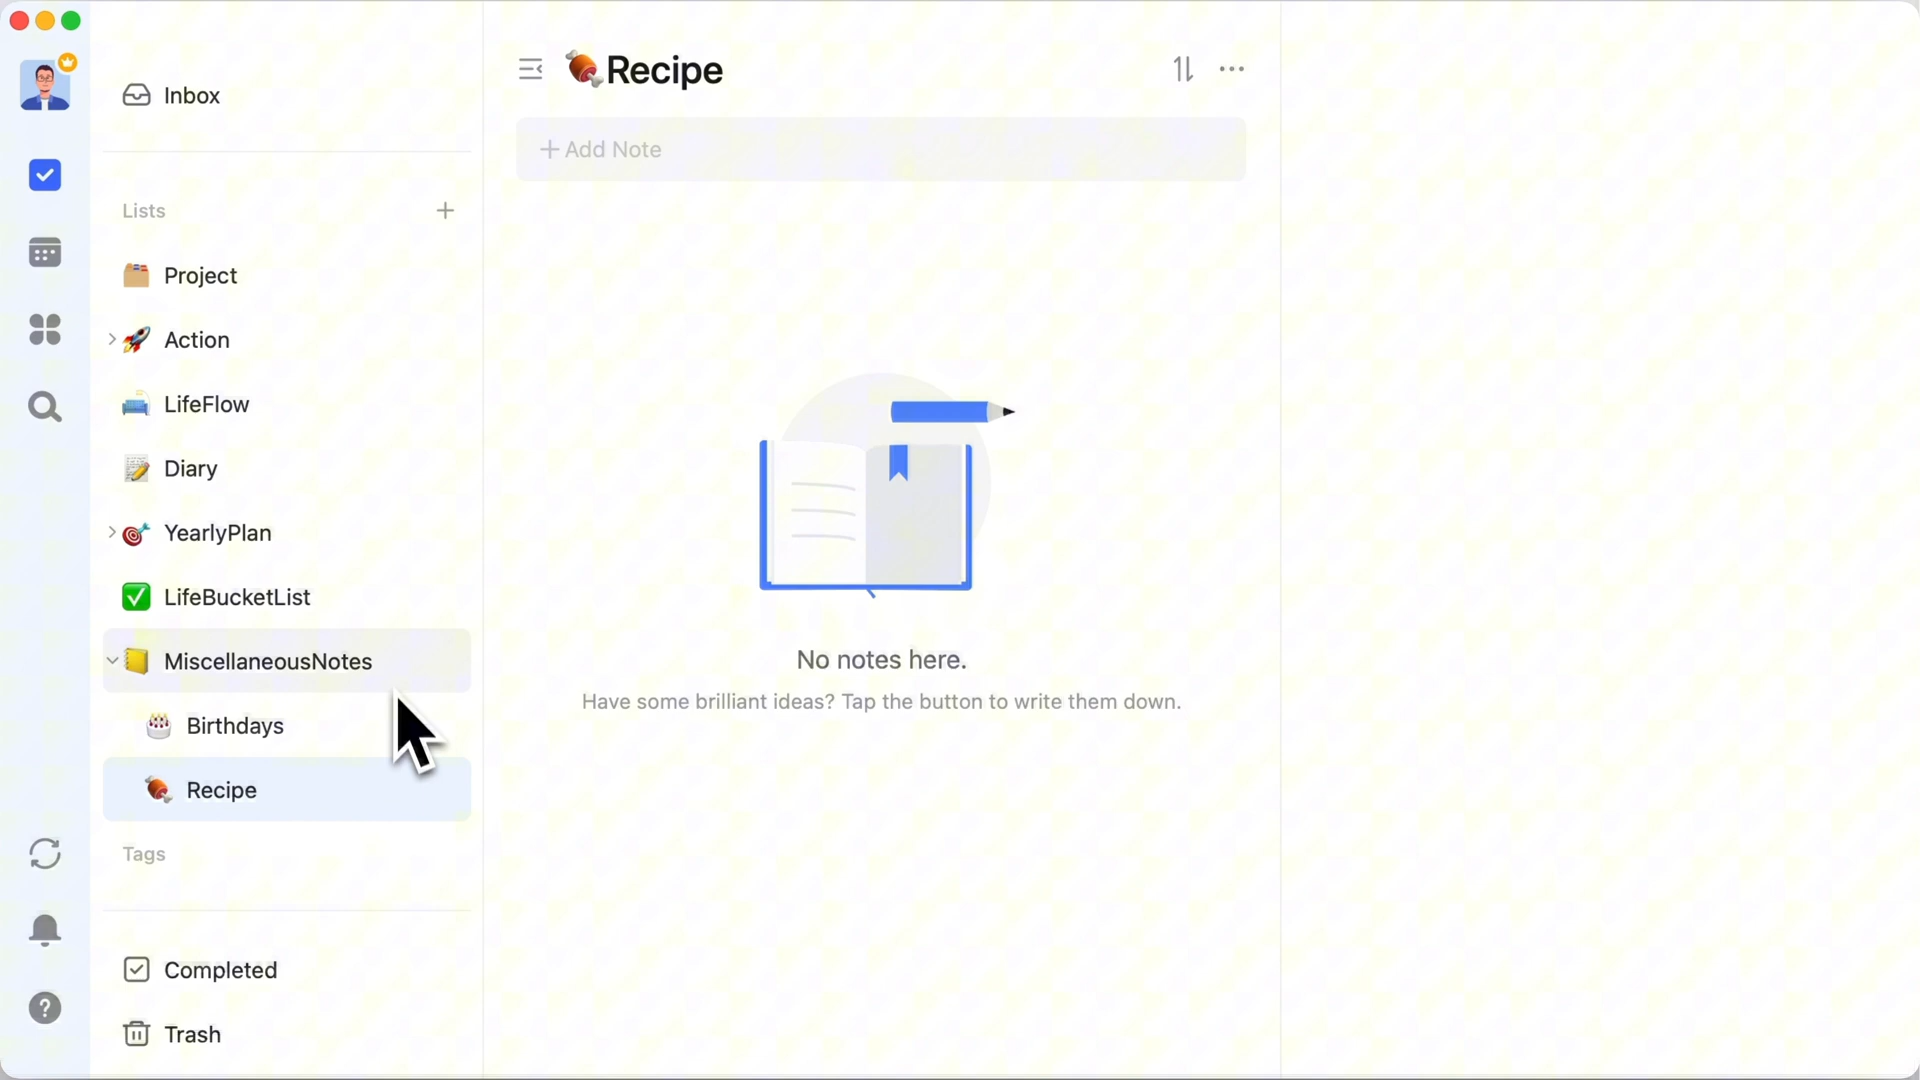 Inbox
Lists
Project
Action
LifeFlow
Diary
YearlyPlan
LifeBucketList
MiscellaneousNotes
Birthdays
Recipe
Tags
Completed
Trash
Recipe
+ Add Note
No notes here.
Have some brilliant ideas? Tap the button to write them down.